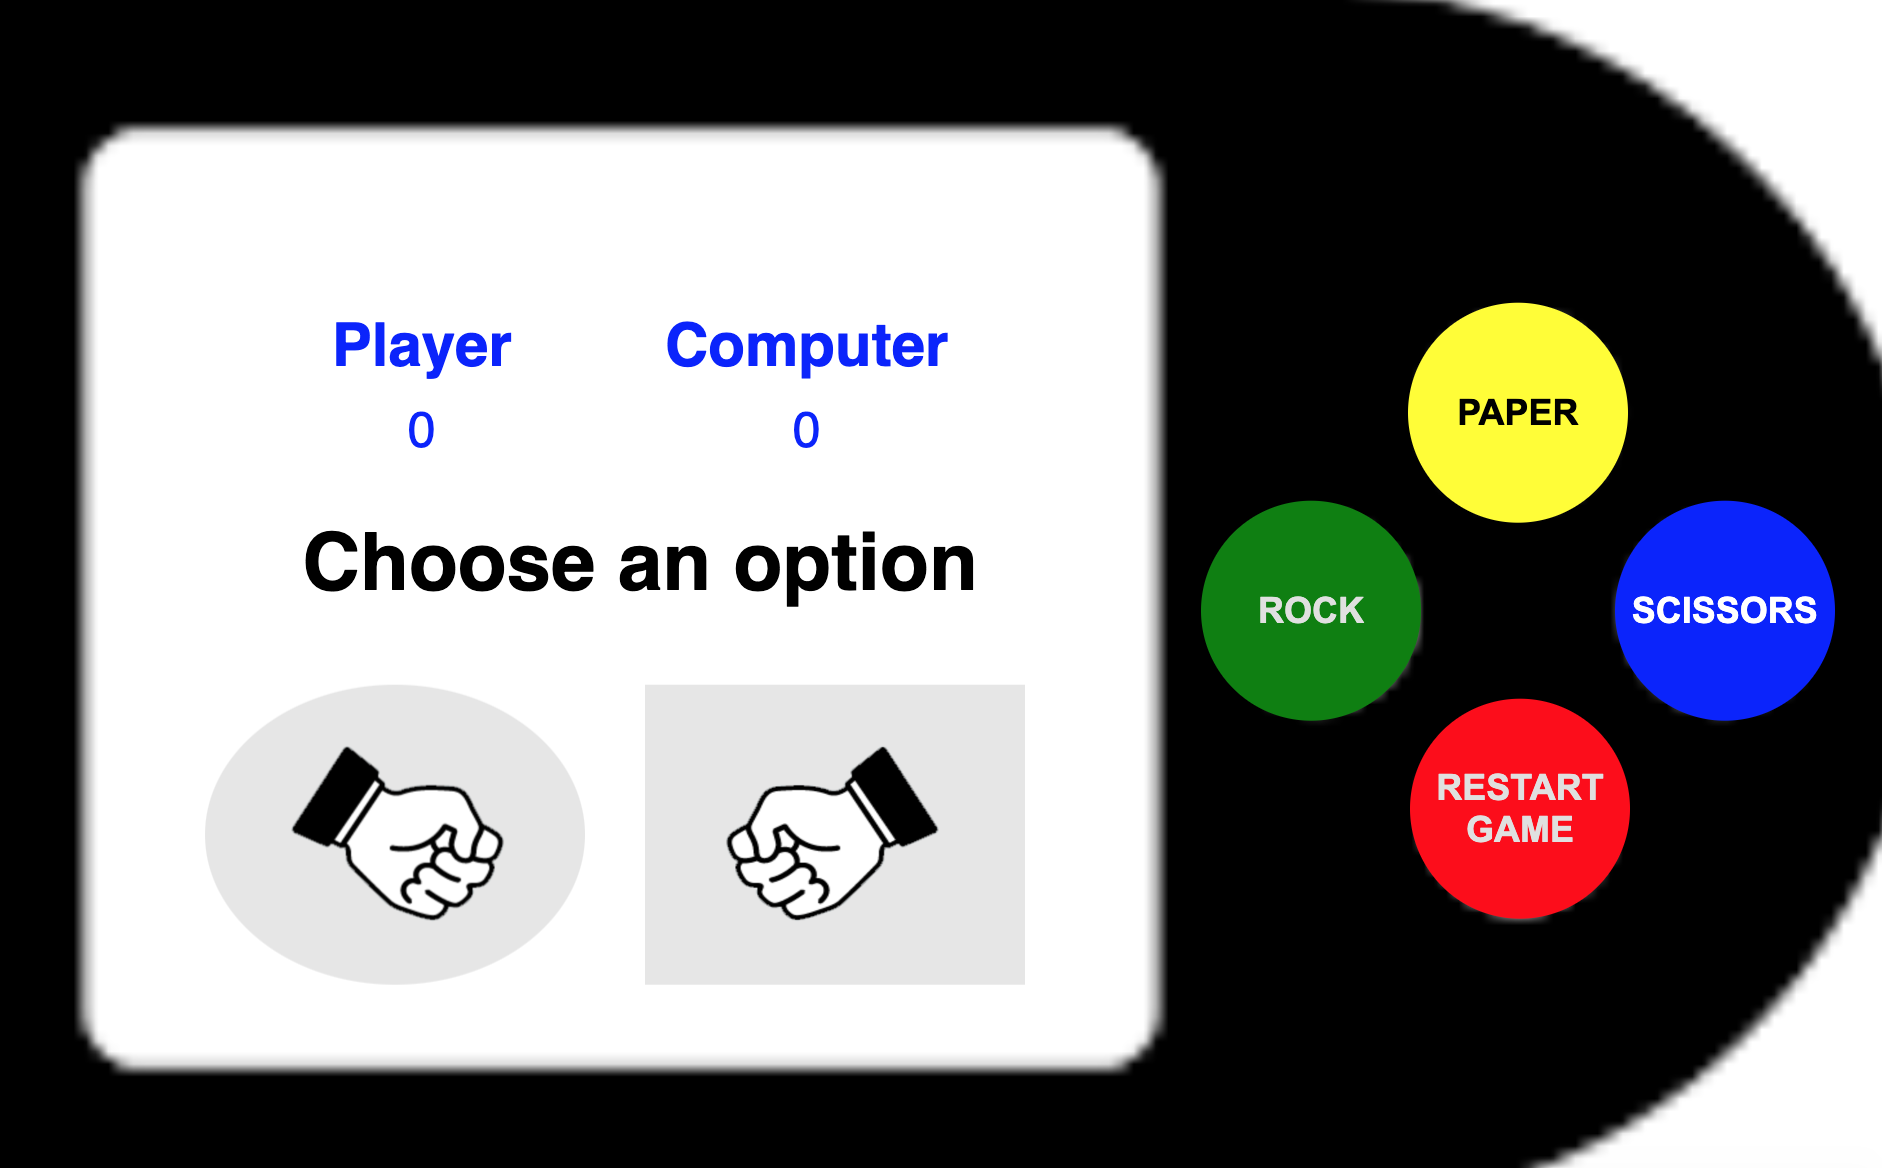 Player
Computer
0
0
Choose an option
PAPER
ROCK
SCISSORS
RESTART
GAME